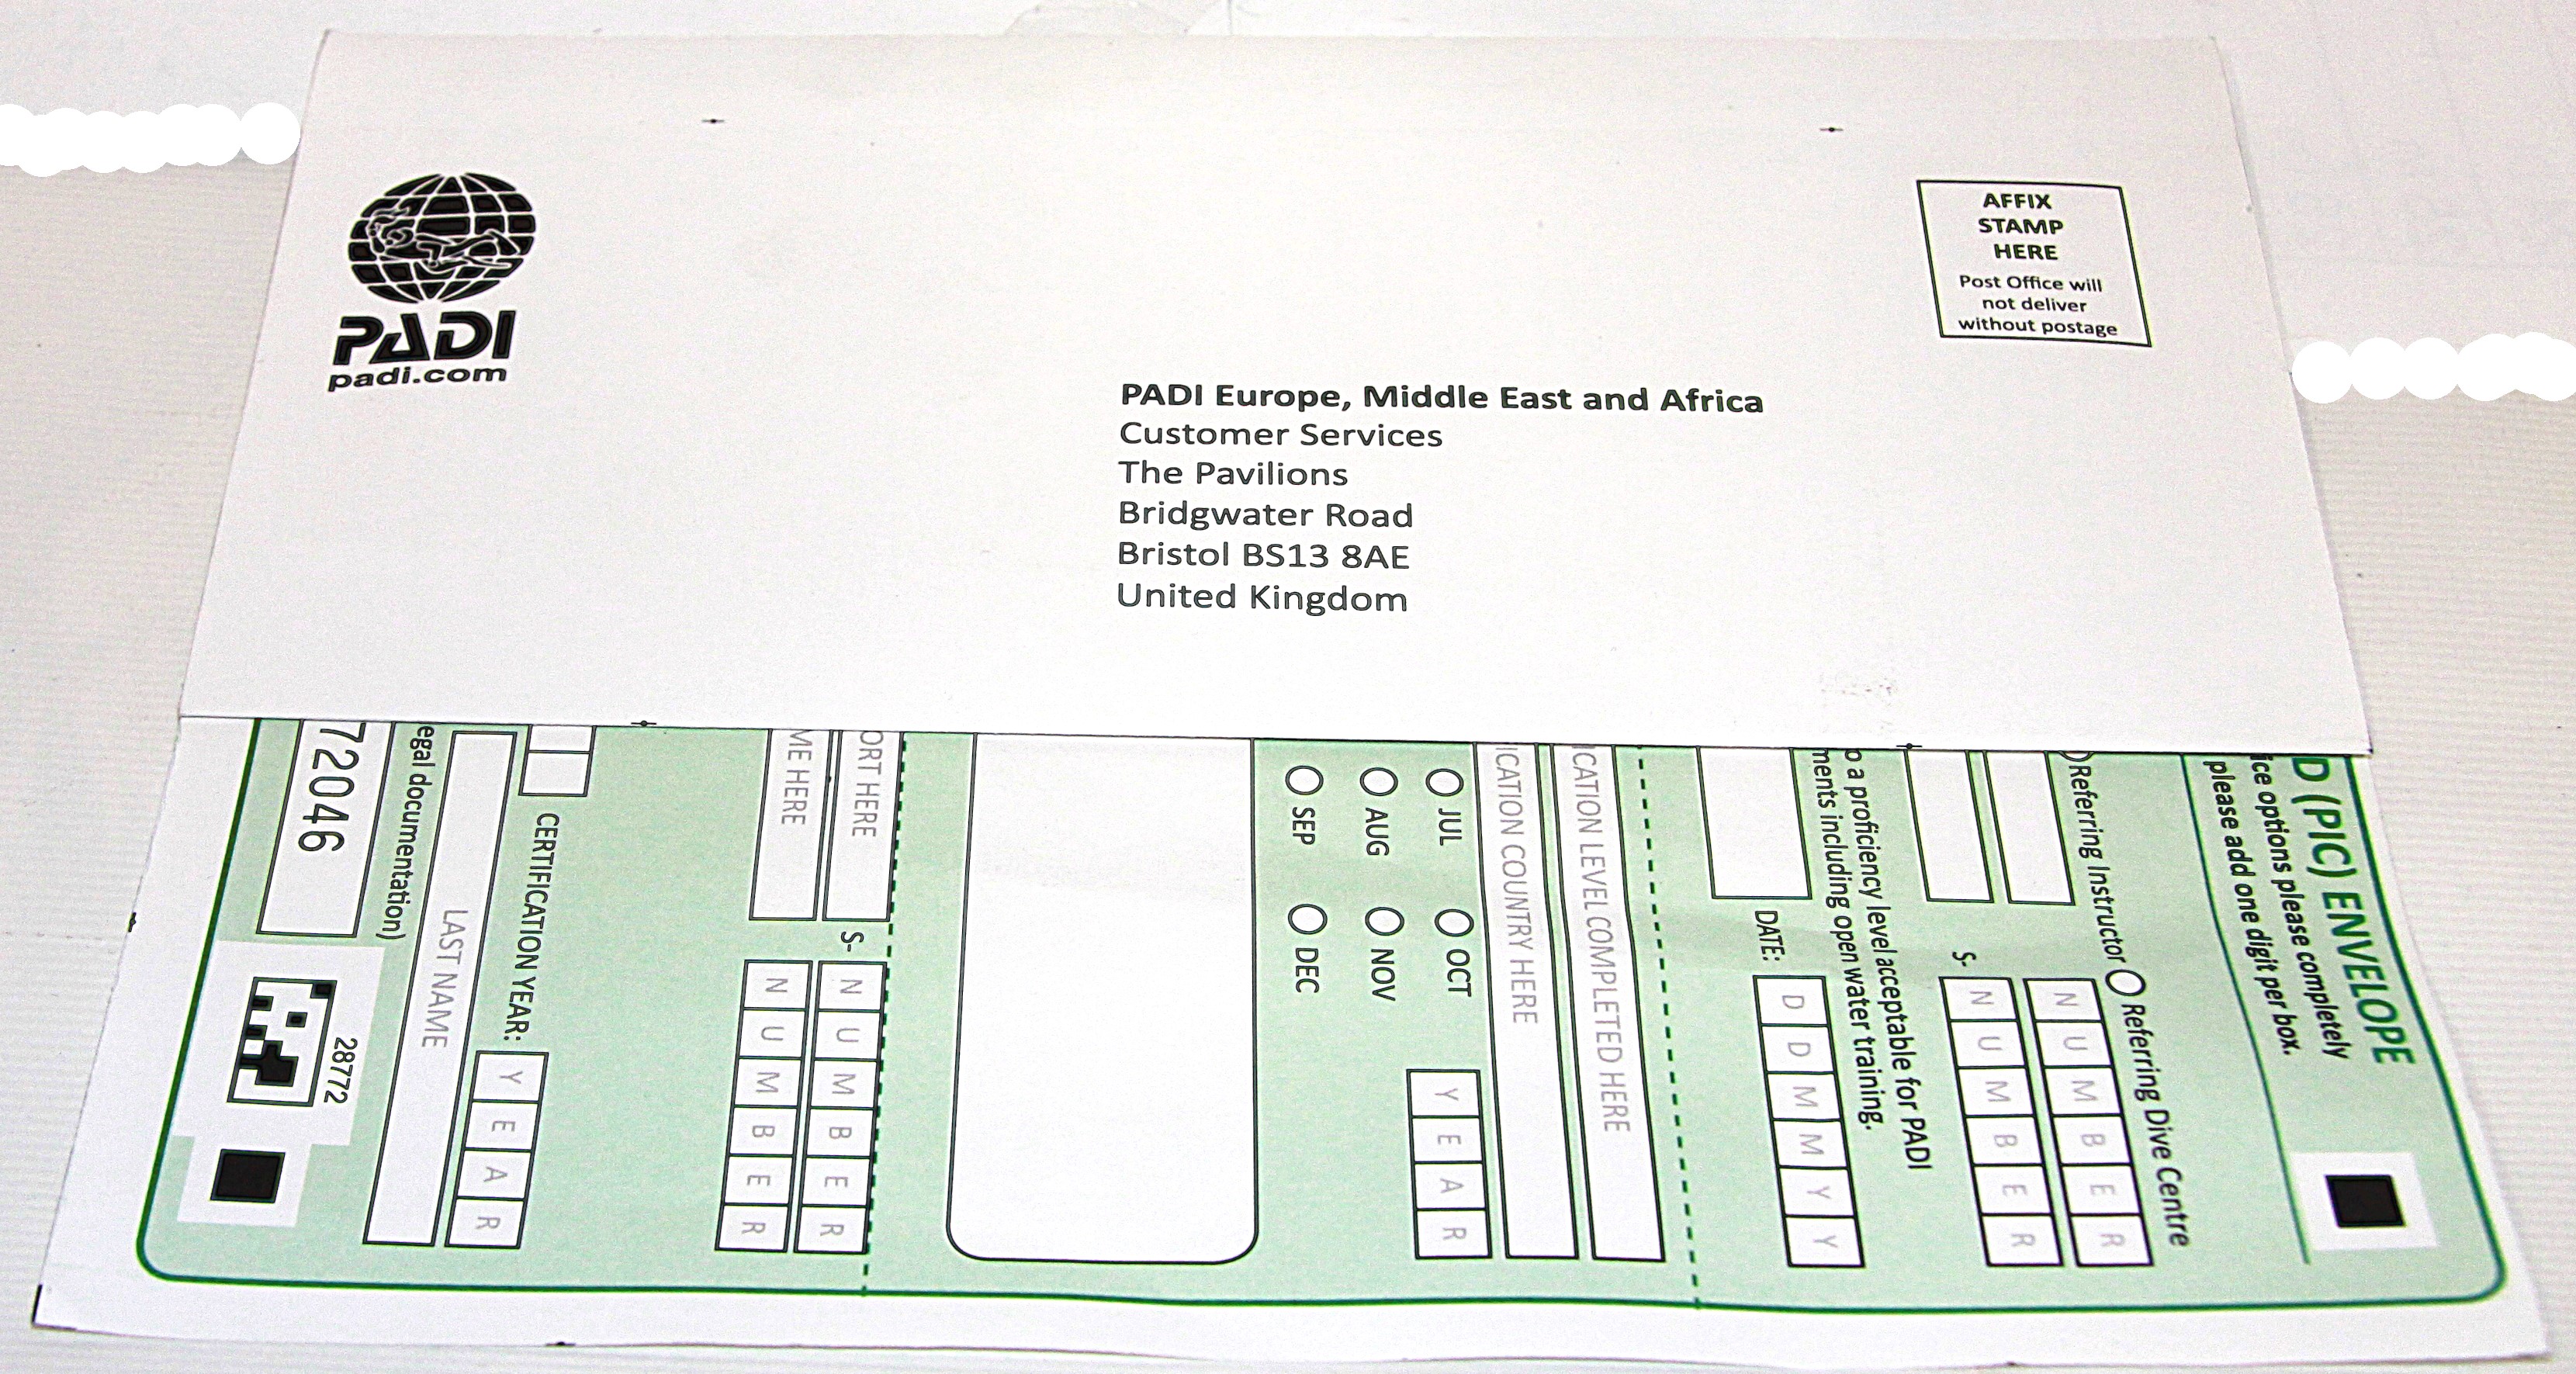 PADI
padi.com
AFFIX
STAMP
HERE
Post Office will
not deliver
without postage
PADI Europe, Middle East and Africa
Customer Services
The Pavilions
Bridgwater Road
Bristol BS13 8AE
United Kingdom
D (PIC) ENVELOPE
ice options please completely
please add one digit per box.
Referring Instructor
Referring Dive Centre
N U M B E R
S- N U M B E R
o a proficiency level acceptable for PADI
ments including open water training.
DATE: D D M M Y Y
CATION LEVEL COMPLETED HERE
ICATION COUNTRY HERE
JUL
OCT
Y E A R
AUG
NOV
SEP
DEC
ORT HERE
S- N U M B E R
ME HERE
N U M B E R
CERTIFICATION YEAR: Y E A R
LAST NAME
egal documentation)
72046
28772